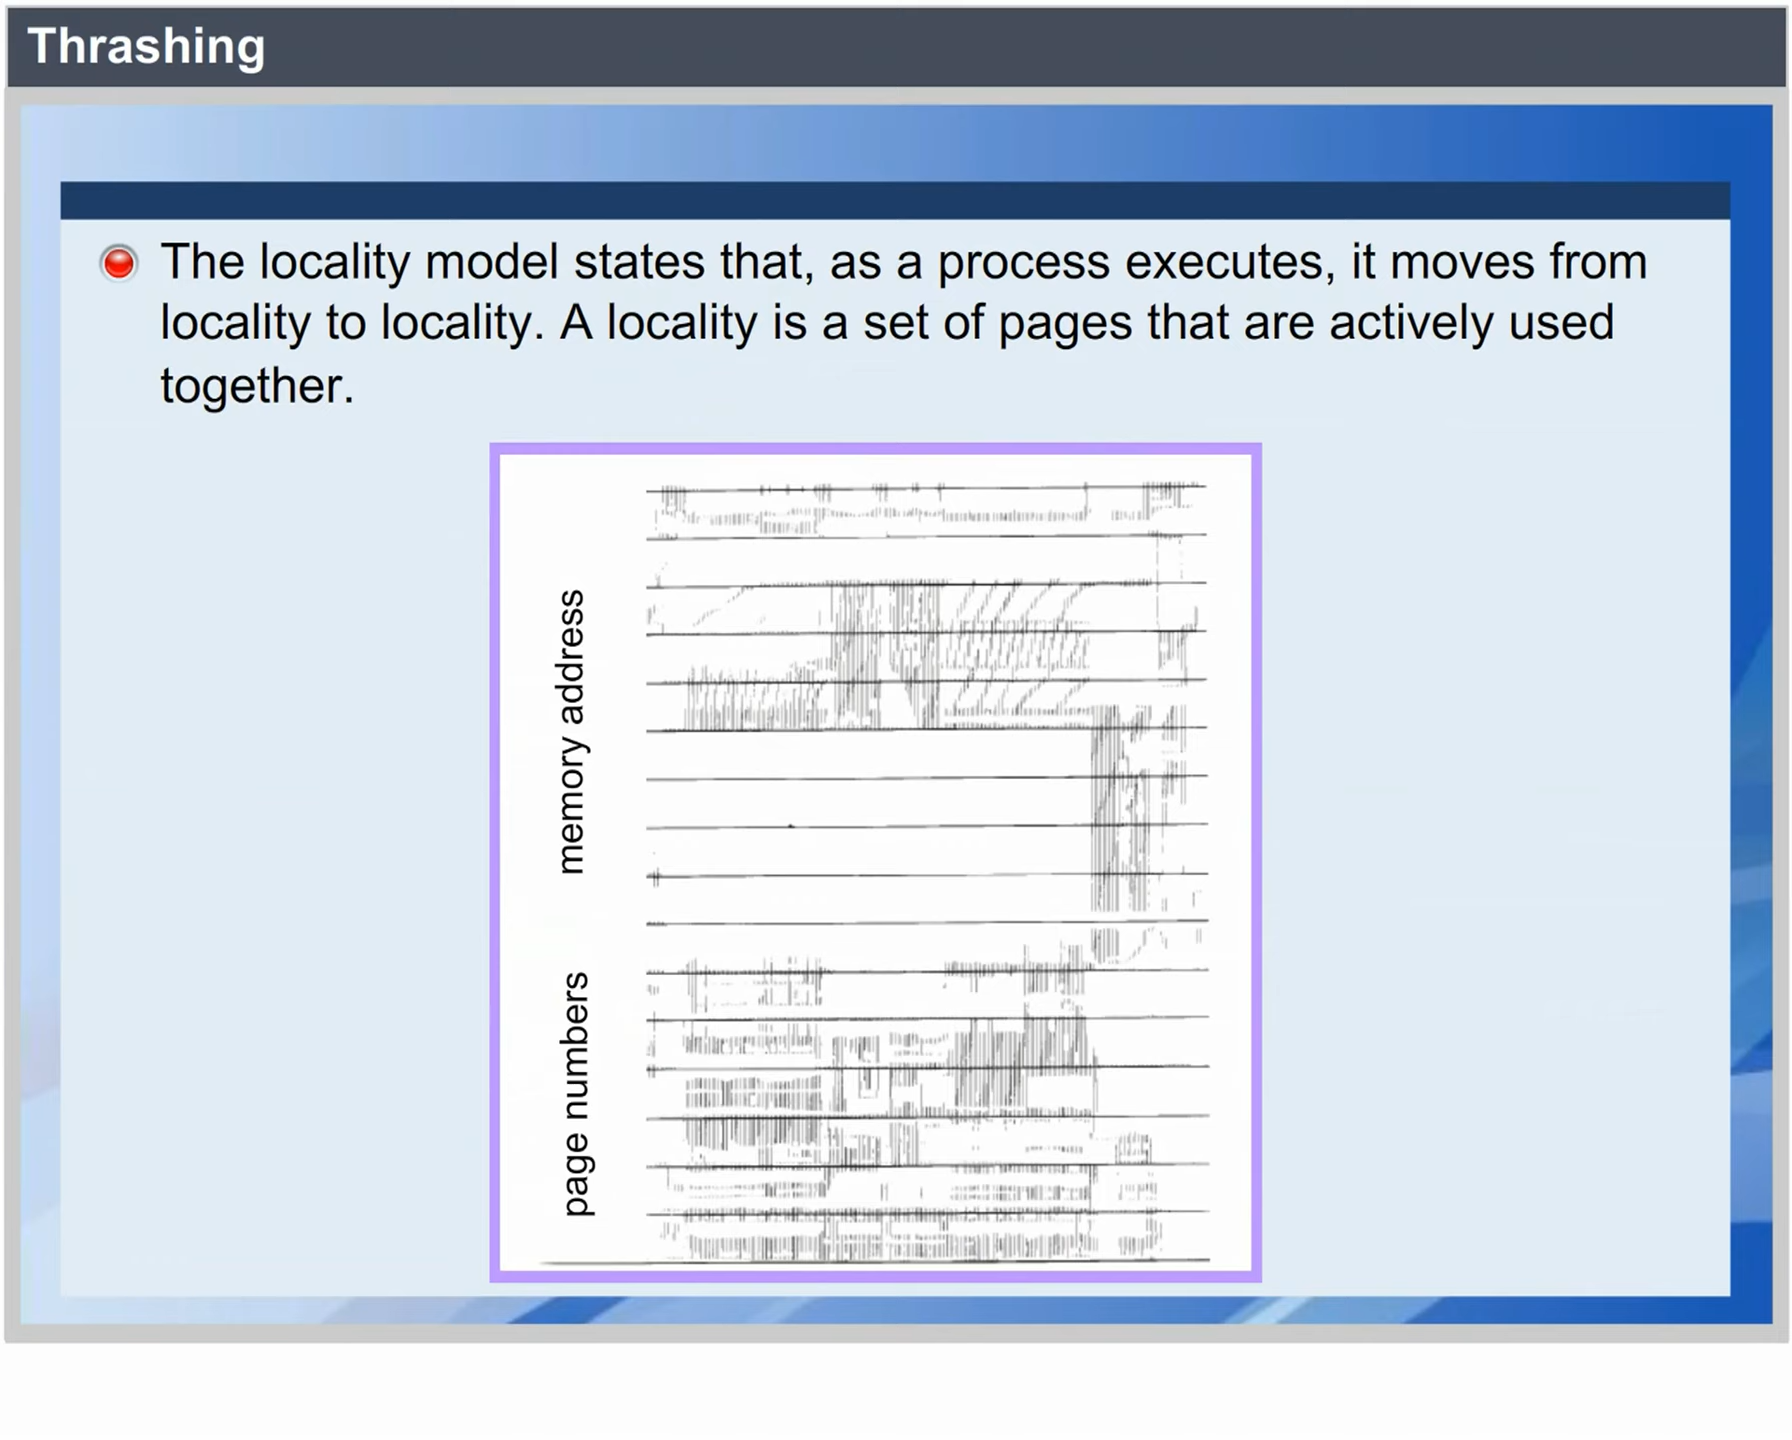 Thrashing
The locality model states that, as a process executes, it moves from
locality to locality. A locality is a set of pages that are actively used
together.
memory address
page numbers